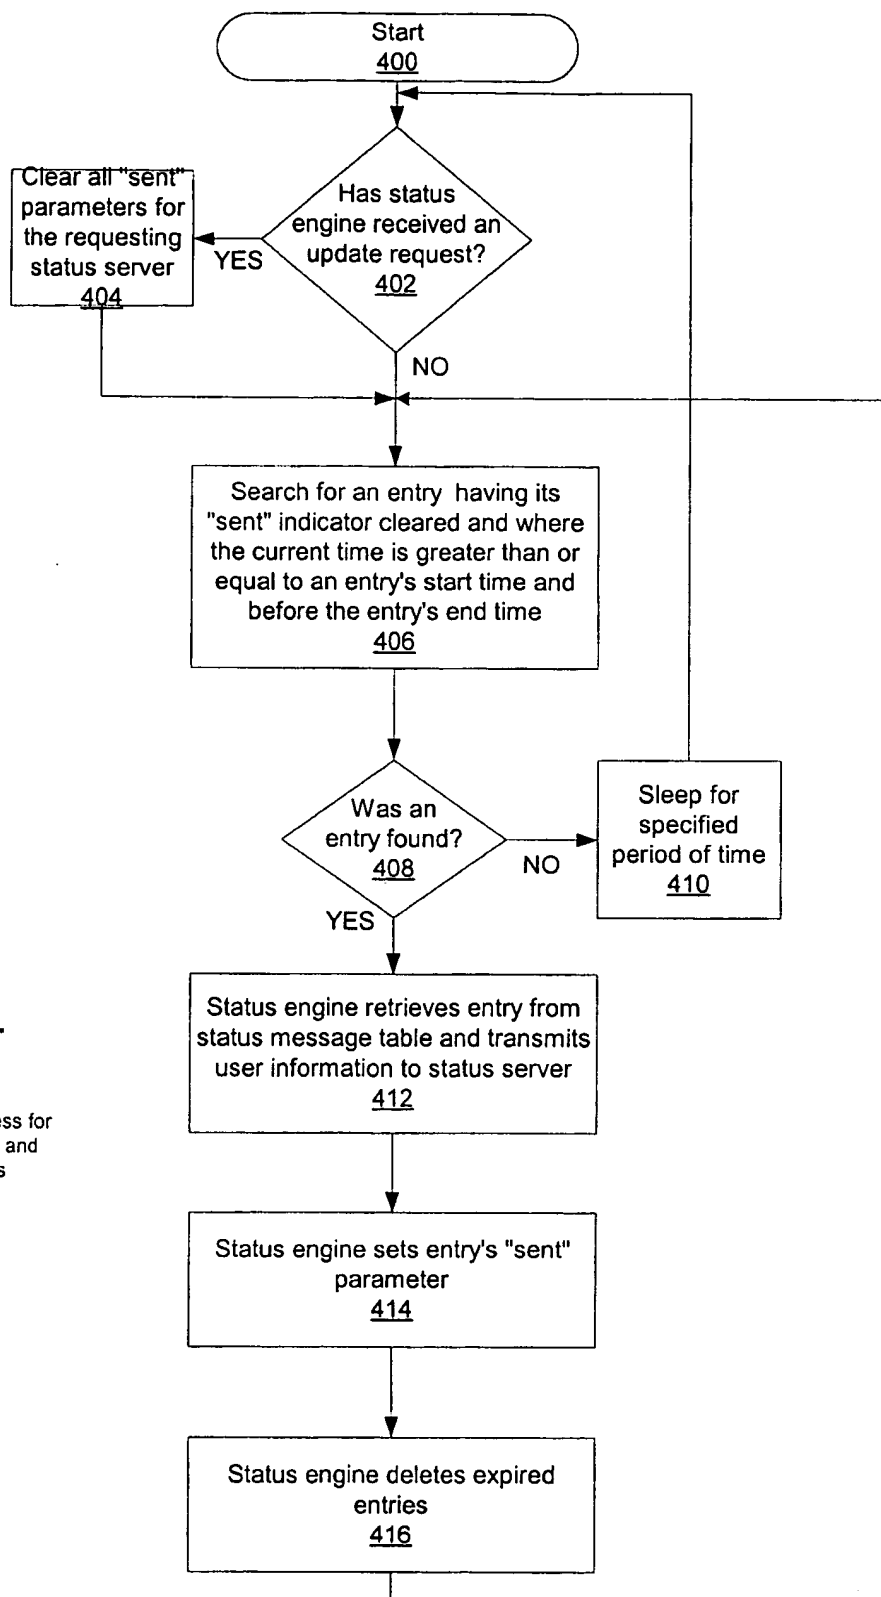 Start
400
Has status
engine received an
update request?
402
YES
Clear all "sent"
parameters for
the requesting
status server
404
NO
Search for an entry having its
"sent" indicator cleared and where
the current time is greater than or
equal to an entry's start time and
before the entry's end time
406
Was an
entry found?
408
NO
Sleep for
specified
period of time
410
YES
Status engine retrieves entry from
status message table and transmits
user information to status server
412
for
and
Status engine sets entry's "sent"
parameter
414
Status engine deletes expired
entries
416